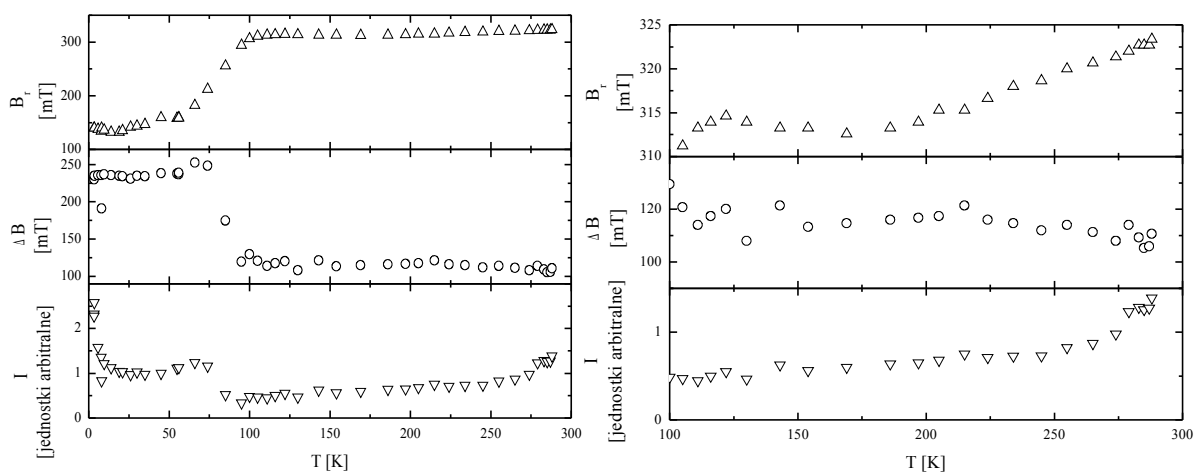 300
200
100
B_r
[mT]
250
200
150
100
Δ B
[mT]
2
1
0
I
[jednostki arbitralne]
0 50 100 150 200 250 300
T [K]
325
320
315
310
B_r
[mT]
120
100
Δ B
[mT]
1
0
I
[jednostki arbitralne]
100 150 200 250 300
T [K]